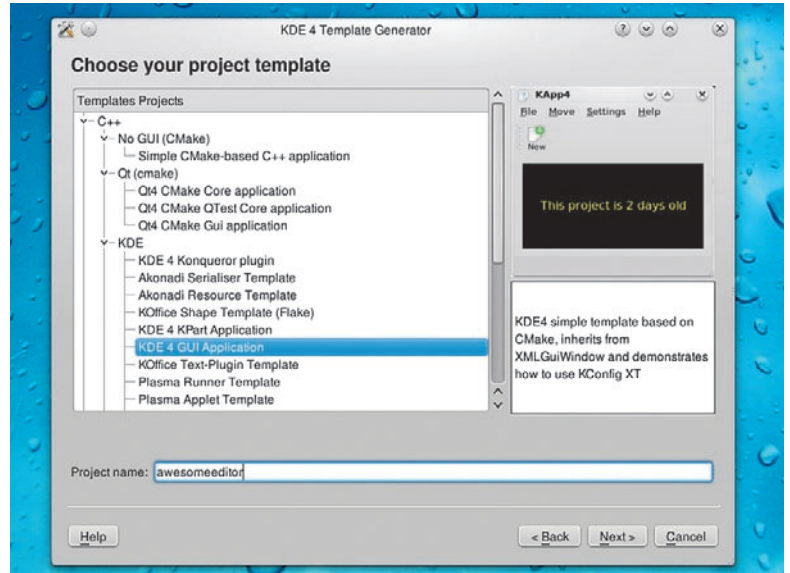 KDE 4 Template Generator
Choose your project template
Templates Projects
C++
No GUI (CMake)
Simple CMake-based C++ application
Qt (cmake)
Qt4 CMake Core application
Qt4 CMake QTest Core application
Qt4 CMake Gui application
KDE
KDE 4 Konqueror plugin
Akonadi Serialiser Template
Akonadi Resource Template
KOffice Shape Template (Flake)
KDE 4 KPart Application
KDE 4 GUI Application
KOffice Text-Plugin Template
Plasma Runner Template
Plasma Applet Template
KApp4
File Move Settings Help
New
This project is 2 days old
KDE4 simple template based on
CMake, inherits from
XMLGuiWindow and demonstrates
how to use KConfig XT
Project name: awesomeeditor
Help
< Back Next > Cancel